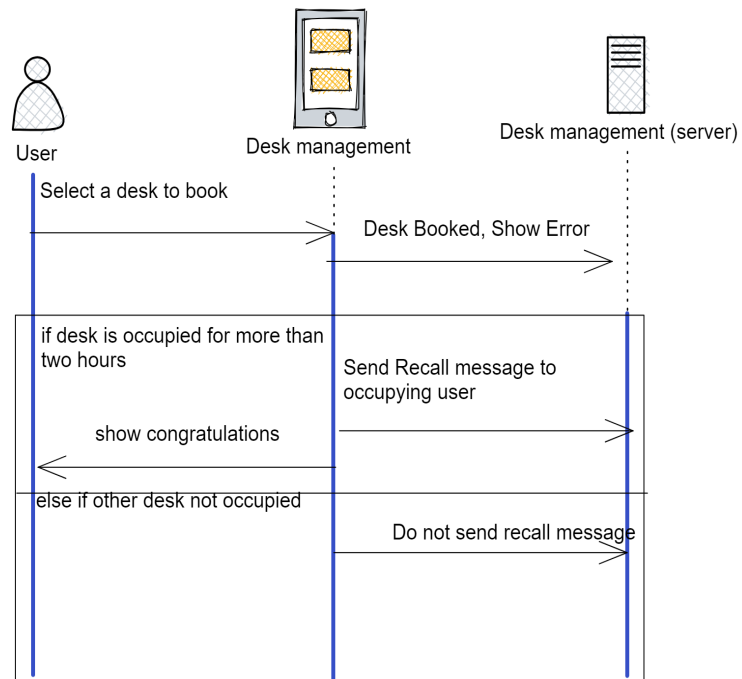 Desk management (server)
Desk management
User
Select a desk to book
Desk Booked, Show Error
if desk is occupied for more than
two hours
Send Recall message to
occupying user
show congratulations
else if other desk not occupied
Do not send recall message